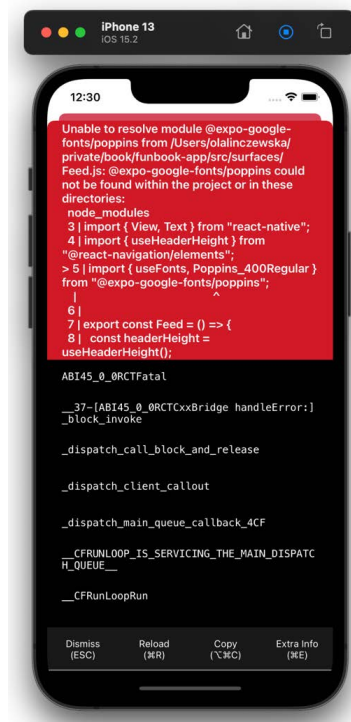 iPhone 13
iOS 15.2
12:30
Unable to resolve module @expo-google-
fonts/poppins from /Users/olalinczewska/
private/book/funbook-app/src/surfaces/
Feed.js: @expo-google-fonts/poppins could
not be found within the project or in these
directories:
node_modules
3 | import { View, Text } from "react-native";
4 | import { useHeaderHeight } from
"@react-navigation/elements";
> 5 | import { useFonts, Poppins_400Regular }
from "@expo-google-fonts/poppins";
| ^
6 |
7 | export const Feed = () => {
8 | const headerHeight =
useHeaderHeight();
ABI45_0_0RCTFatal
__37-[ABI45_0_0RCTCxxBridge handleError:]
_block_invoke
_dispatch_call_block_and_release
_dispatch_client_callout
_dispatch_main_queue_callback_4CF
__CFRUNLOOP_IS_SERVICING_THE_MAIN_DISPATC
H_QUEUE__
__CFRunLoopRun
Dismiss Reload Copy Extra Info
(ESC) (⌘R) (⌥⌘C) (⌘E)